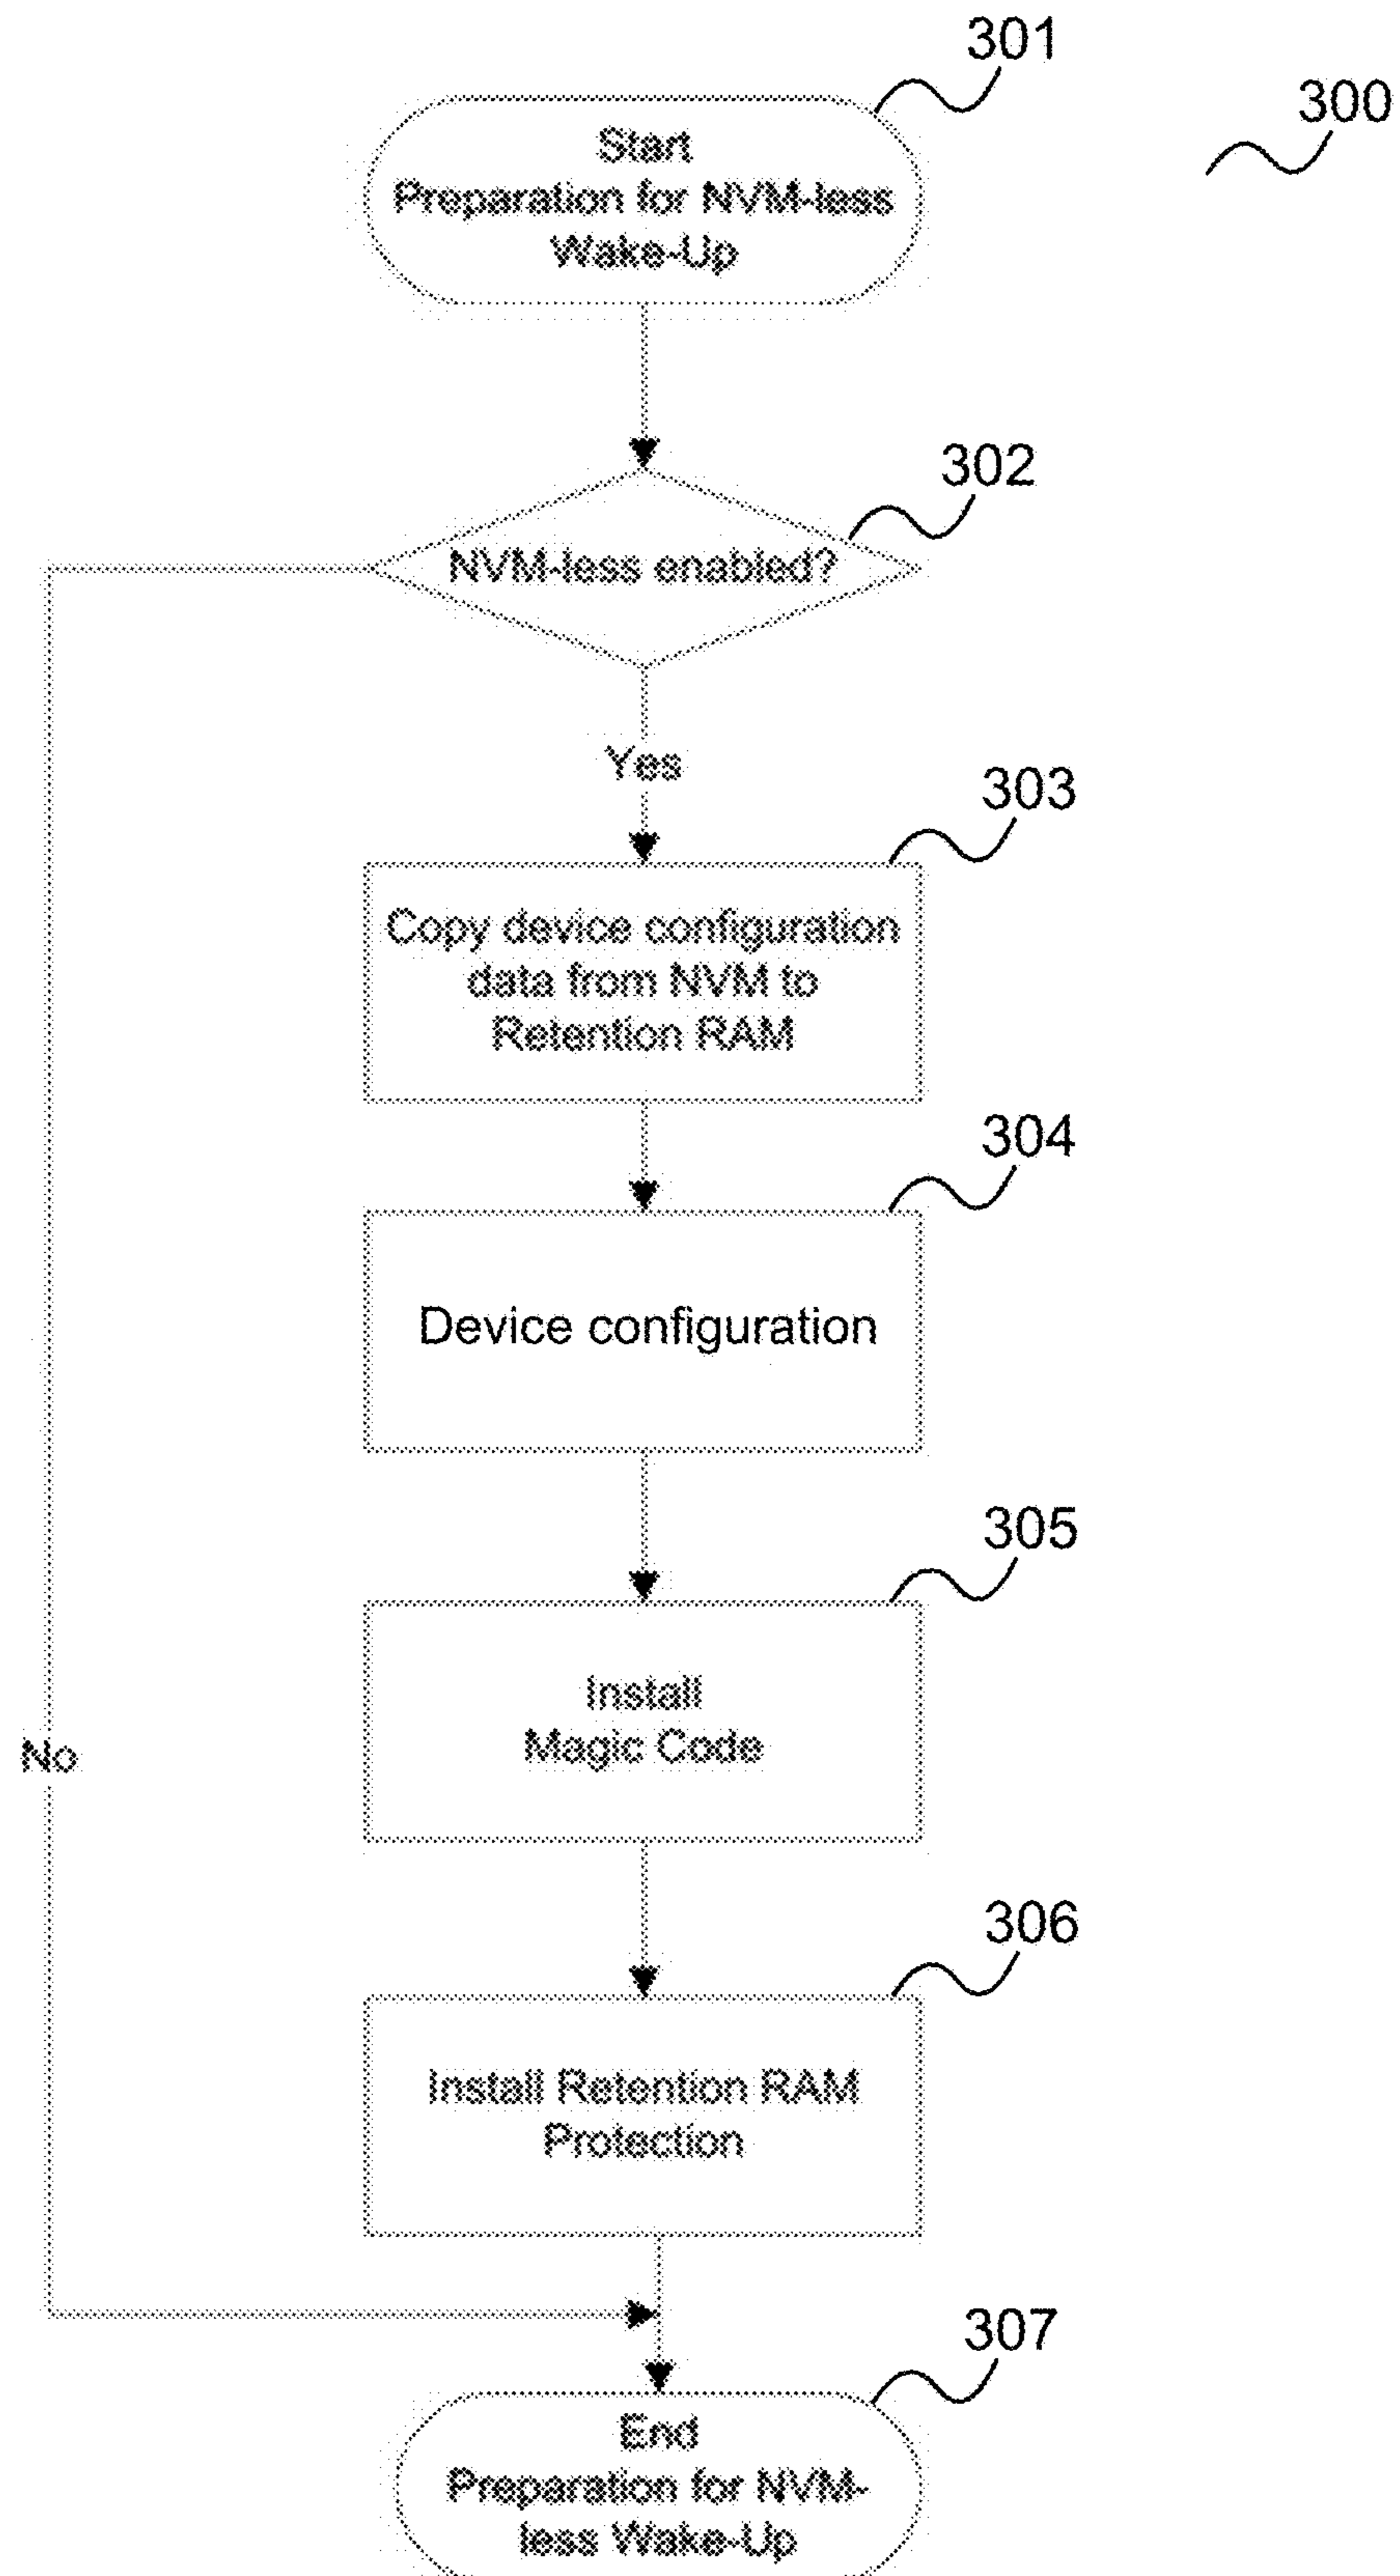 301
300
Start
Preparation for NVM-less
Wake-Up
302
NVM-less enabled?
Yes
303
Copy device configuration
data from NVM to
Retention RAM
304
Device configuration
305
Install
Magic Code
No
306
Install Retention RAM
Protection
307
End
Preparation for NVM-
less Wake-Up